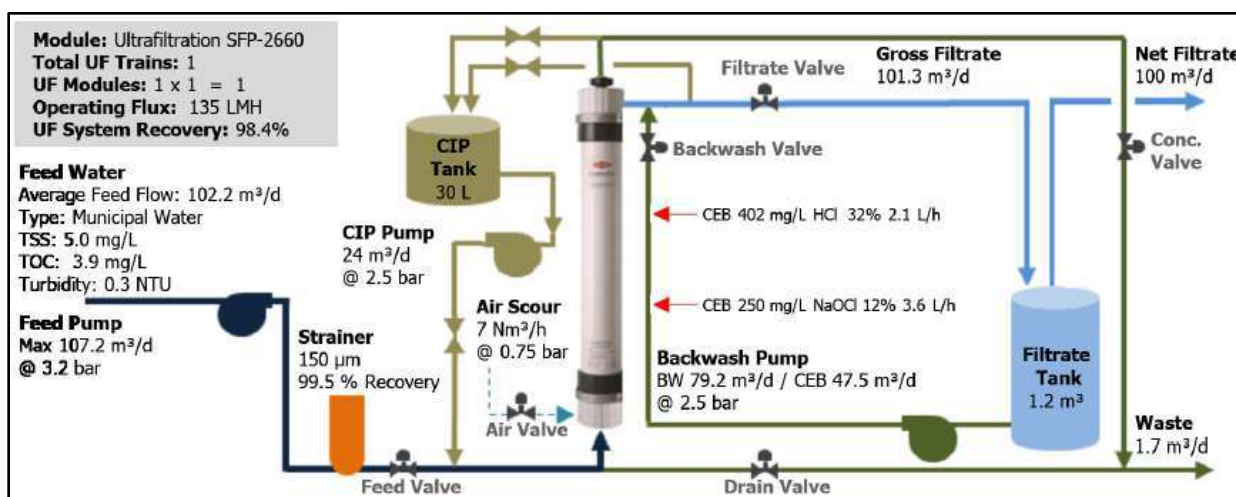 Module: Ultrafiltration SFP-2660
Total UF Trains: 1
UF Modules: 1 x 1 = 1
Operating Flux: 135 LMH
UF System Recovery: 98.4%
Feed Water
Average Feed Flow: 102.2 m³/d
Type: Municipal Water
TSS: 5.0 mg/L
TOC: 3.9 mg/L
Turbidity: 0.3 NTU
Feed Pump
Max 107.2 m³/d
@ 3.2 bar
Strainer
150 µm
99.5 % Recovery
Feed Valve
CIP
Tank
30 L
CIP Pump
24 m³/d
@ 2.5 bar
Air Scour
7 Nm³/h
@ 0.75 bar
Air Valve
Filtrate Valve
Gross Filtrate
101.3 m³/d
Net Filtrate
100 m³/d
Backwash Valve
Conc.
Valve
CEB 402 mg/L HCl 32% 2.1 L/h
CEB 250 mg/L NaOCl 12% 3.6 L/h
Backwash Pump
BW 79.2 m³/d / CEB 47.5 m³/d
@ 2.5 bar
Filtrate
Tank
1.2 m³
Waste
1.7 m³/d
Drain Valve